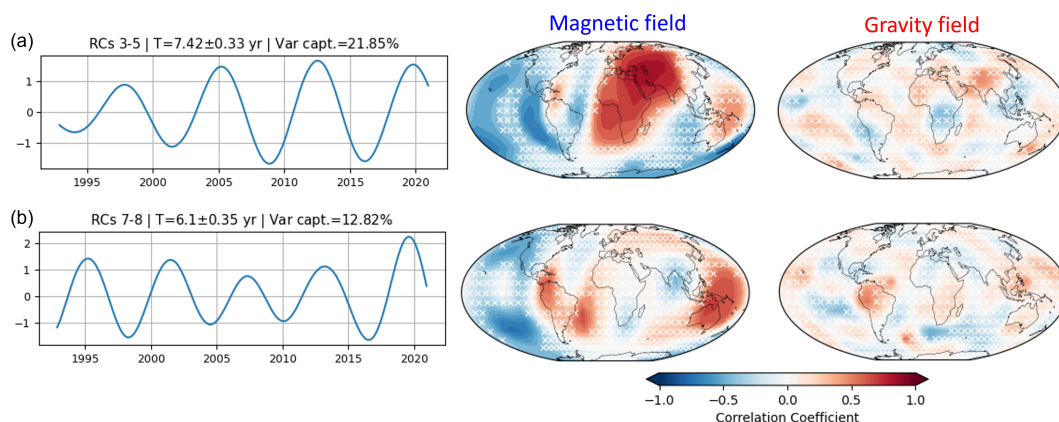 Magnetic field
Gravity field
(a)
RCs 3-5 | T=7.42±0.33 yr | Var capt.=21.85%
1
0
−1
1995 2000 2005 2010 2015 2020
(b)
RCs 7-8 | T=6.1±0.35 yr | Var capt.=12.82%
2
1
0
−1
1995 2000 2005 2010 2015 2020
−1.0 −0.5 0.0 0.5 1.0
Correlation Coefficient